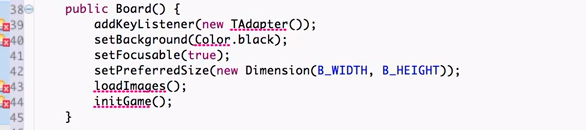 38 public Board() {
39 addKeyListener(new TAdapter());
40 setBackground(Color.black);
41 setFocusable(true);
42 setPreferredSize(new Dimension(B_WIDTH, B_HEIGHT));
43 loadImages();
44 initGame();
45 }